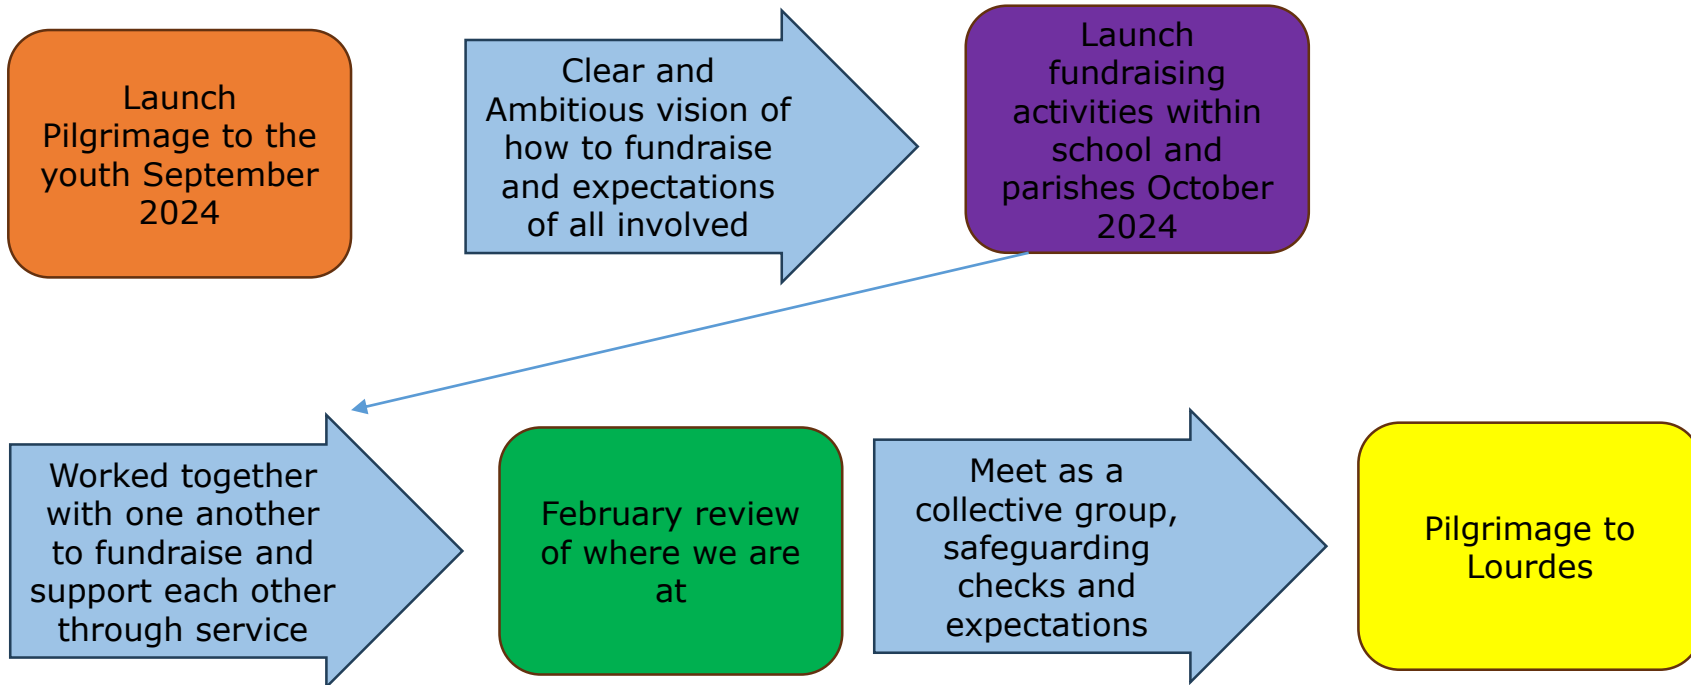 Launch
Pilgrimage to the
youth September
2024
Clear and
Ambitious vision of
how to fundraise
and expectations
of all involved
Launch
fundraising
activities within
school and
parishes October
2024
Worked together
with one another
to fundraise and
support each other
through service
February review
of where we are
at
Meet as a
collective group,
safeguarding
checks and
expectations
Pilgrimage to
Lourdes